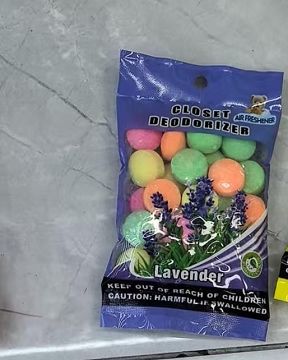 CLOSET
DEODORIZER
AIR FRESHENER
Lavender
KEEP OUT OF REACH OF CHILDREN
CAUTION: HARMFUL IF SWALLOWED